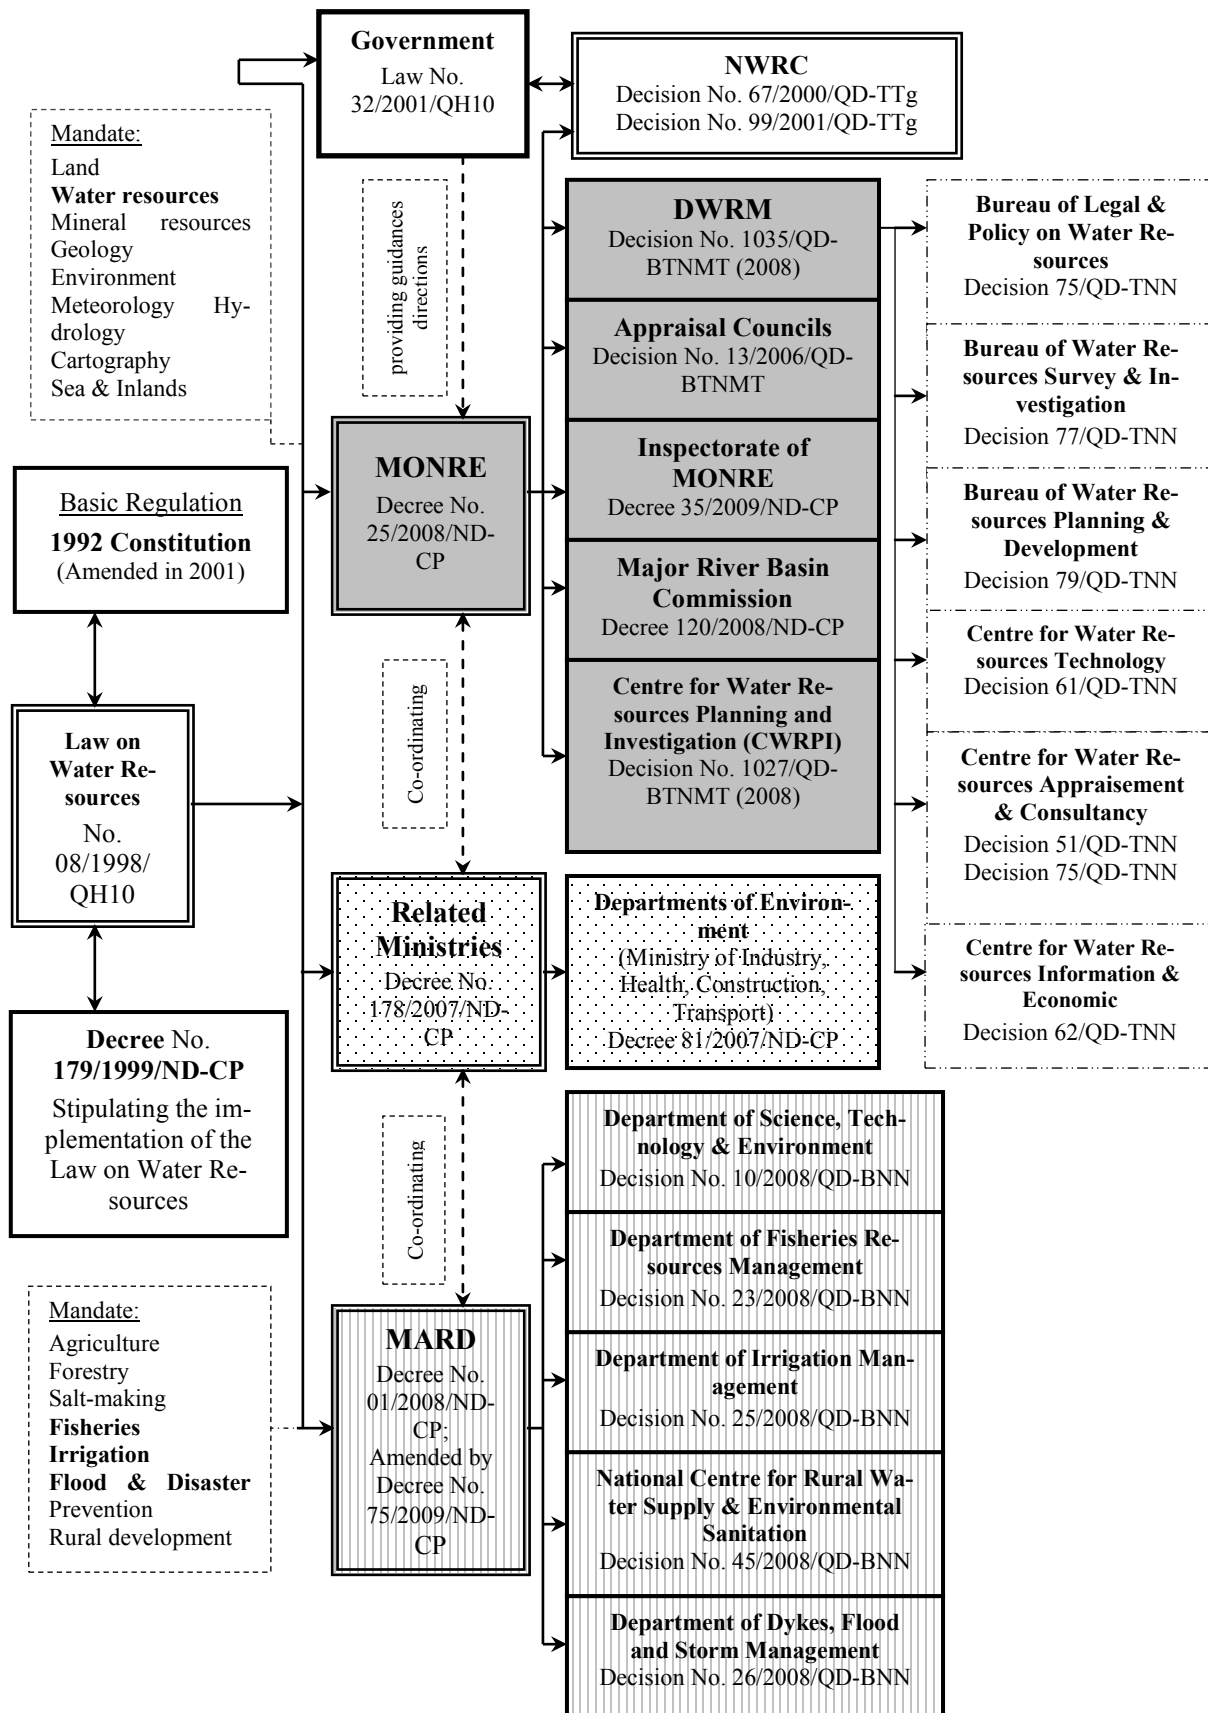 Government
Law No.
32/2001/QH10
NWRC
Decision No. 67/2000/QD-TTg
Decision No. 99/2001/QD-TTg
Mandate:
Land
Water resources
Mineral resources
Geology
Environment
Meteorology Hy-
drology
Cartography
Sea & Inlands
providing guidances
directions
DWRM
Decision No. 1035/QD-
BTNMT (2008)
Appraisal Councils
Decision No. 13/2006/QD-
BTNMT
Inspectorate of
MONRE
Decree 35/2009/ND-CP
Major River Basin
Commission
Decree 120/2008/ND-CP
Centre for Water Re-
sources Planning and
Investigation (CWRPI)
Decision No. 1027/QD-
BTNMT (2008)
Bureau of Legal &
Policy on Water Re-
sources
Decision 75/QD-TNN
Bureau of Water Re-
sources Survey & In-
vestigation
Decision 77/QD-TNN
Bureau of Water Re-
sources Planning &
Development
Decision 79/QD-TNN
Centre for Water Re-
sources Technology
Decision 61/QD-TNN
Centre for Water Re-
sources Appraisement
& Consultancy
Decision 51/QD-TNN
Decision 75/QD-TNN
Centre for Water Re-
sources Information &
Economic
Decision 62/QD-TNN
MONRE
Decree No.
25/2008/ND-
CP
Basic Regulation
1992 Constitution
(Amended in 2001)
Law on
Water Re-
sources
No.
08/1998/
QH10
Decree No.
179/1999/ND-CP
Stipulating the im-
plementation of the
Law on Water Re-
sources
Co-ordinating
Related
Ministries
Decree No.
178/2007/ND-
CP
Departments of Environ-
ment
(Ministry of Industry,
Health, Construction,
Transport)
Decree 81/2007/ND-CP
Co-ordinating
Mandate:
Agriculture
Forestry
Salt-making
Fisheries
Irrigation
Flood & Disaster
Prevention
Rural development
MARD
Decree No.
01/2008/ND-
CP;
Amended by
Decree No.
75/2009/ND-
CP
Department of Science, Tech-
nology & Environment
Decision No. 10/2008/QD-BNN
Department of Fisheries Re-
sources Management
Decision No. 23/2008/QD-BNN
Department of Irrigation Man-
agement
Decision No. 25/2008/QD-BNN
National Centre for Rural Wa-
ter Supply & Environmental
Sanitation
Decision No. 45/2008/QD-BNN
Department of Dykes, Flood
and Storm Management
Decision No. 26/2008/QD-BNN